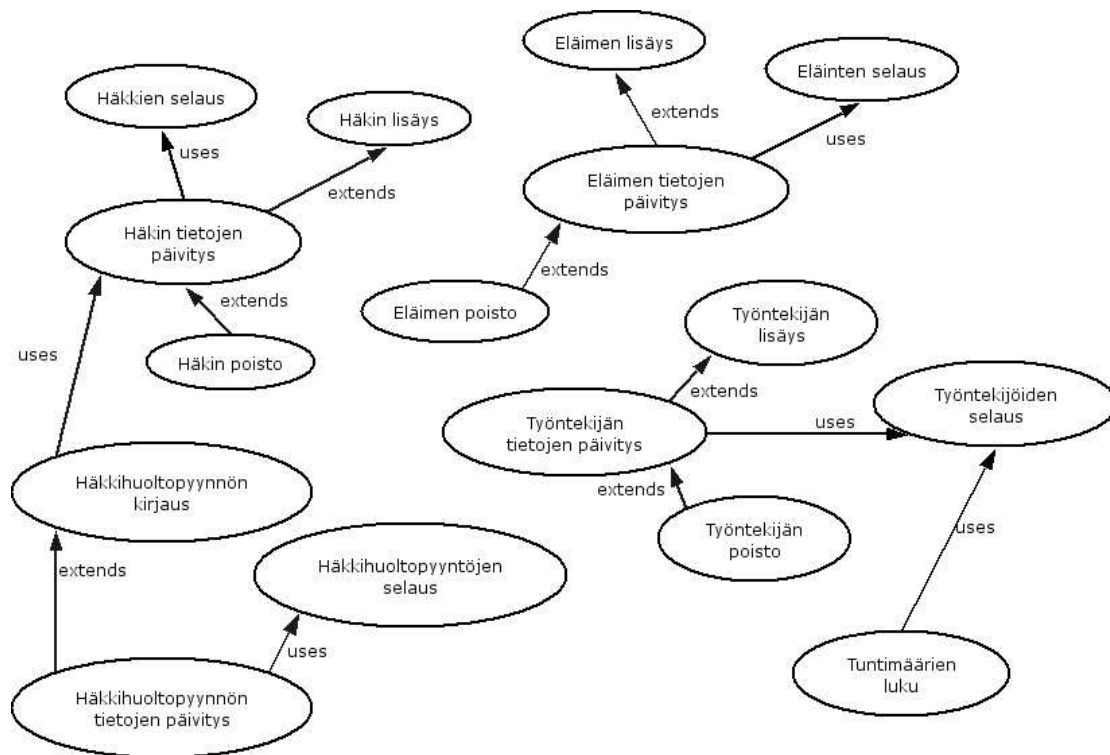 Eläimen lisäys
Eläinten selaus
Häkkien selaus
Häkin lisäys
extends
uses
uses
extends
Eläimen tietojen
päivitys
Häkin tietojen
päivitys
extends
extends
Eläimen poisto
Työntekijän
lisäys
uses
Häkin poisto
extends
Työntekijöiden
selaus
Työntekijän
tietojen päivitys
uses
extends
Häkkihuoltopyynnön
kirjaus
Työntekijän
poisto
uses
extends
Häkkihuoltopyyntöjen
selaus
uses
Tuntimäärien
luku
Häkkihuoltopyynnön
tietojen päivitys